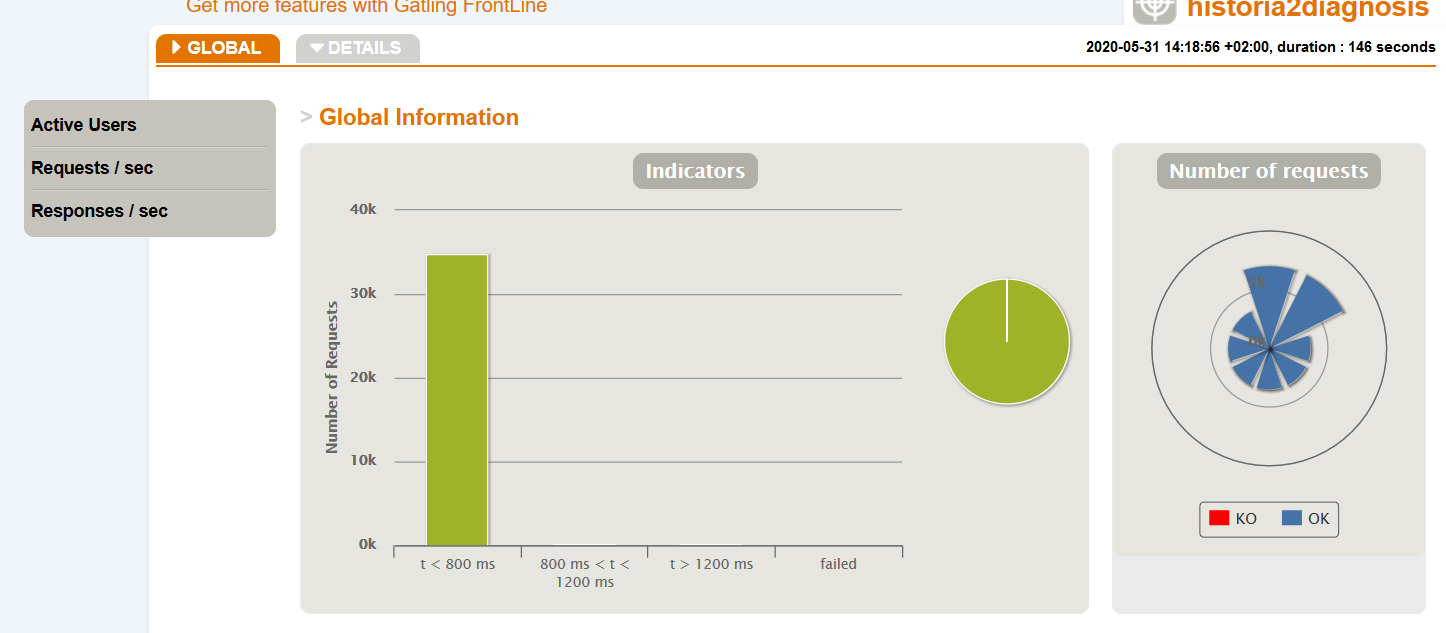 Get more features with Gatling FrontLine
historia2diagnosis
GLOBAL
DETAILS
2020-05-31 14:18:56 +02:00, duration : 146 seconds
Active Users
Requests / sec
Responses / sec
> Global Information
Indicators
Number of Requests
40k
30k
20k
10k
0k
t < 800 ms
800 ms < t <
1200 ms
t > 1200 ms
failed
Number of requests
0k
KO
OK